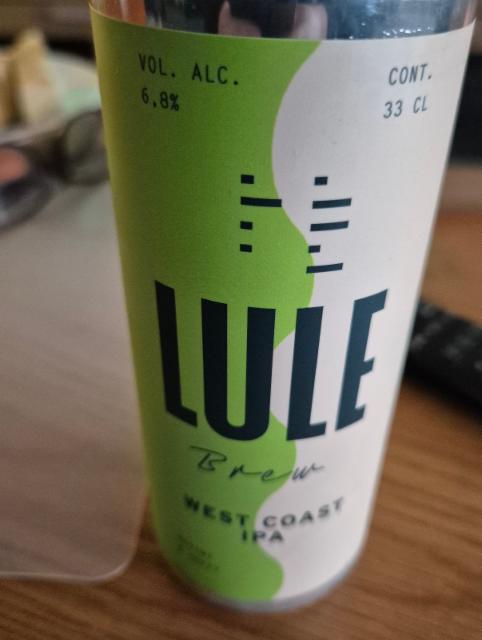 VOL. ALC.
6,8%
CONT.
33 CL
LULE
Brew
WEST COAST
IPA